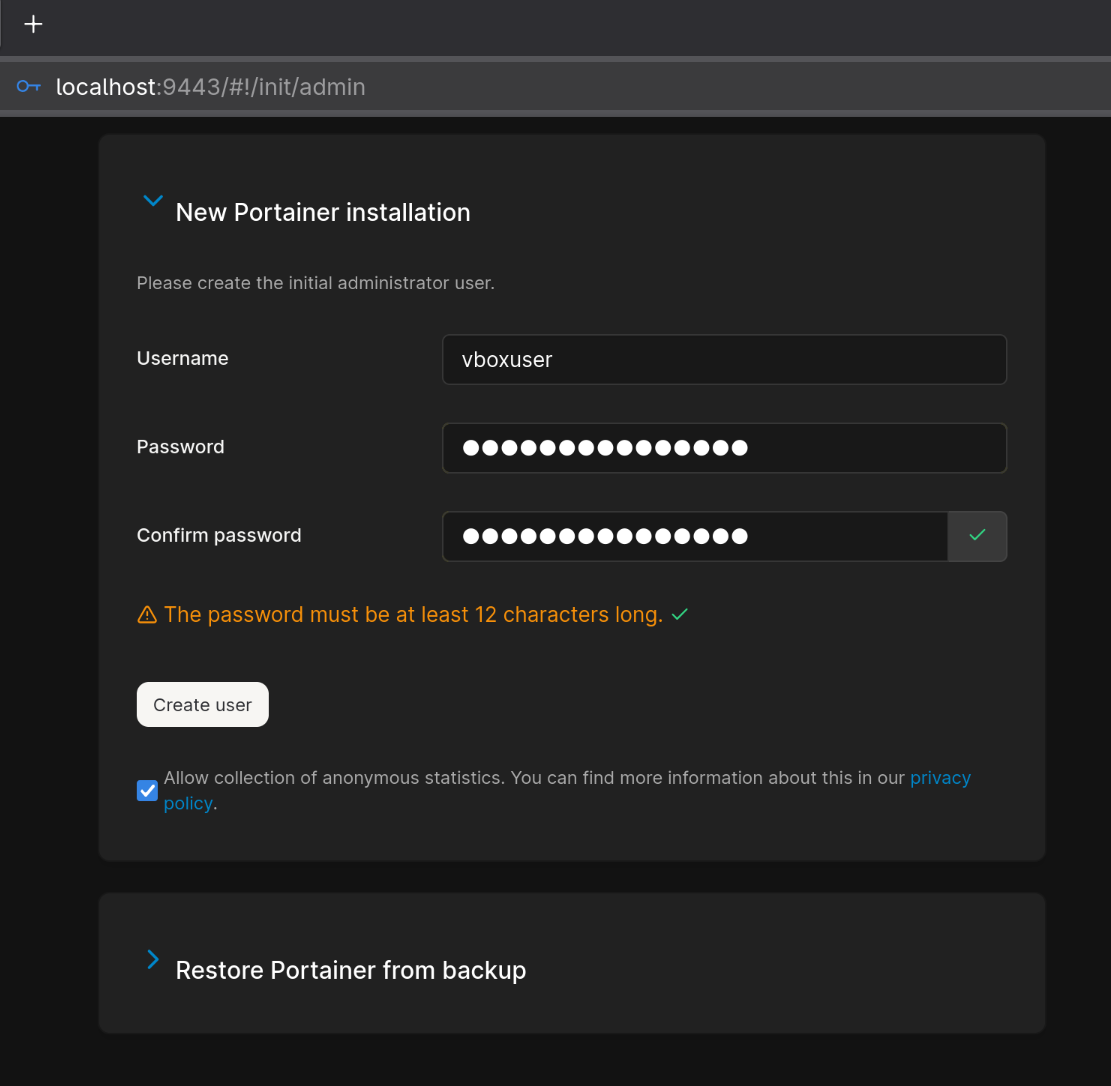 localhost:9443/#!/init/admin
New Portainer installation
Please create the initial administrator user.
Username
vboxuser
Password
●●●●●●●●●●●●●●●
Confirm password
●●●●●●●●●●●●●●●
The password must be at least 12 characters long.
Create user
Allow collection of anonymous statistics. You can find more information about this in our privacy
policy.
Restore Portainer from backup